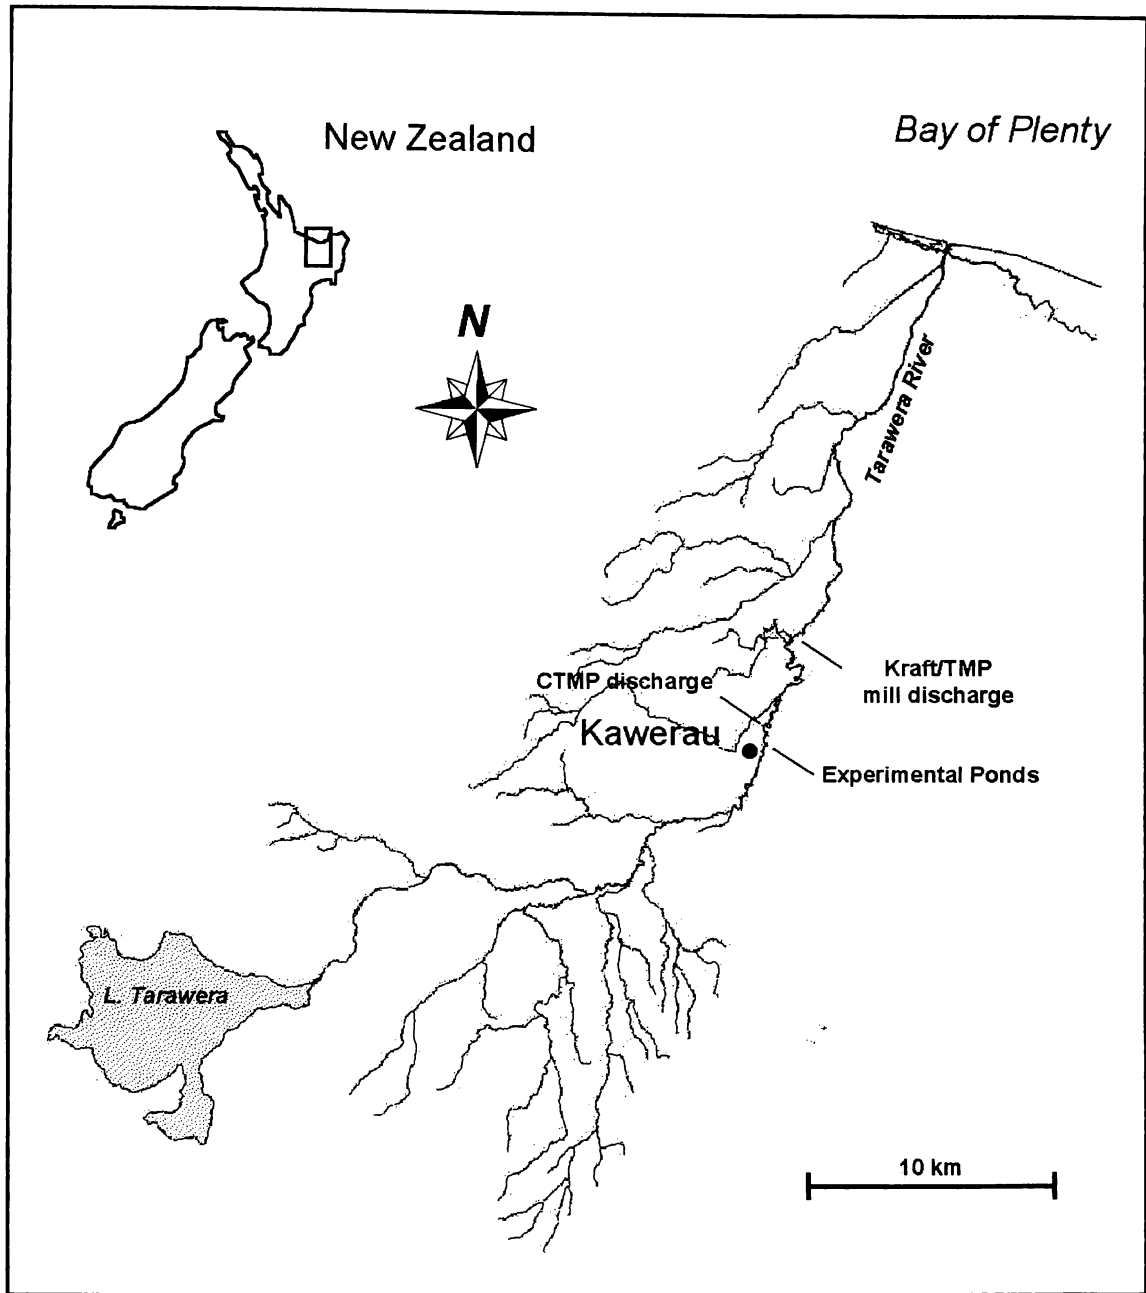 New Zealand
Bay of Plenty
N
Tarawera River
CTMP discharge
Kraft/TMP
mill discharge
Kawerau
Experimental Ponds
L. Tarawera
10 km